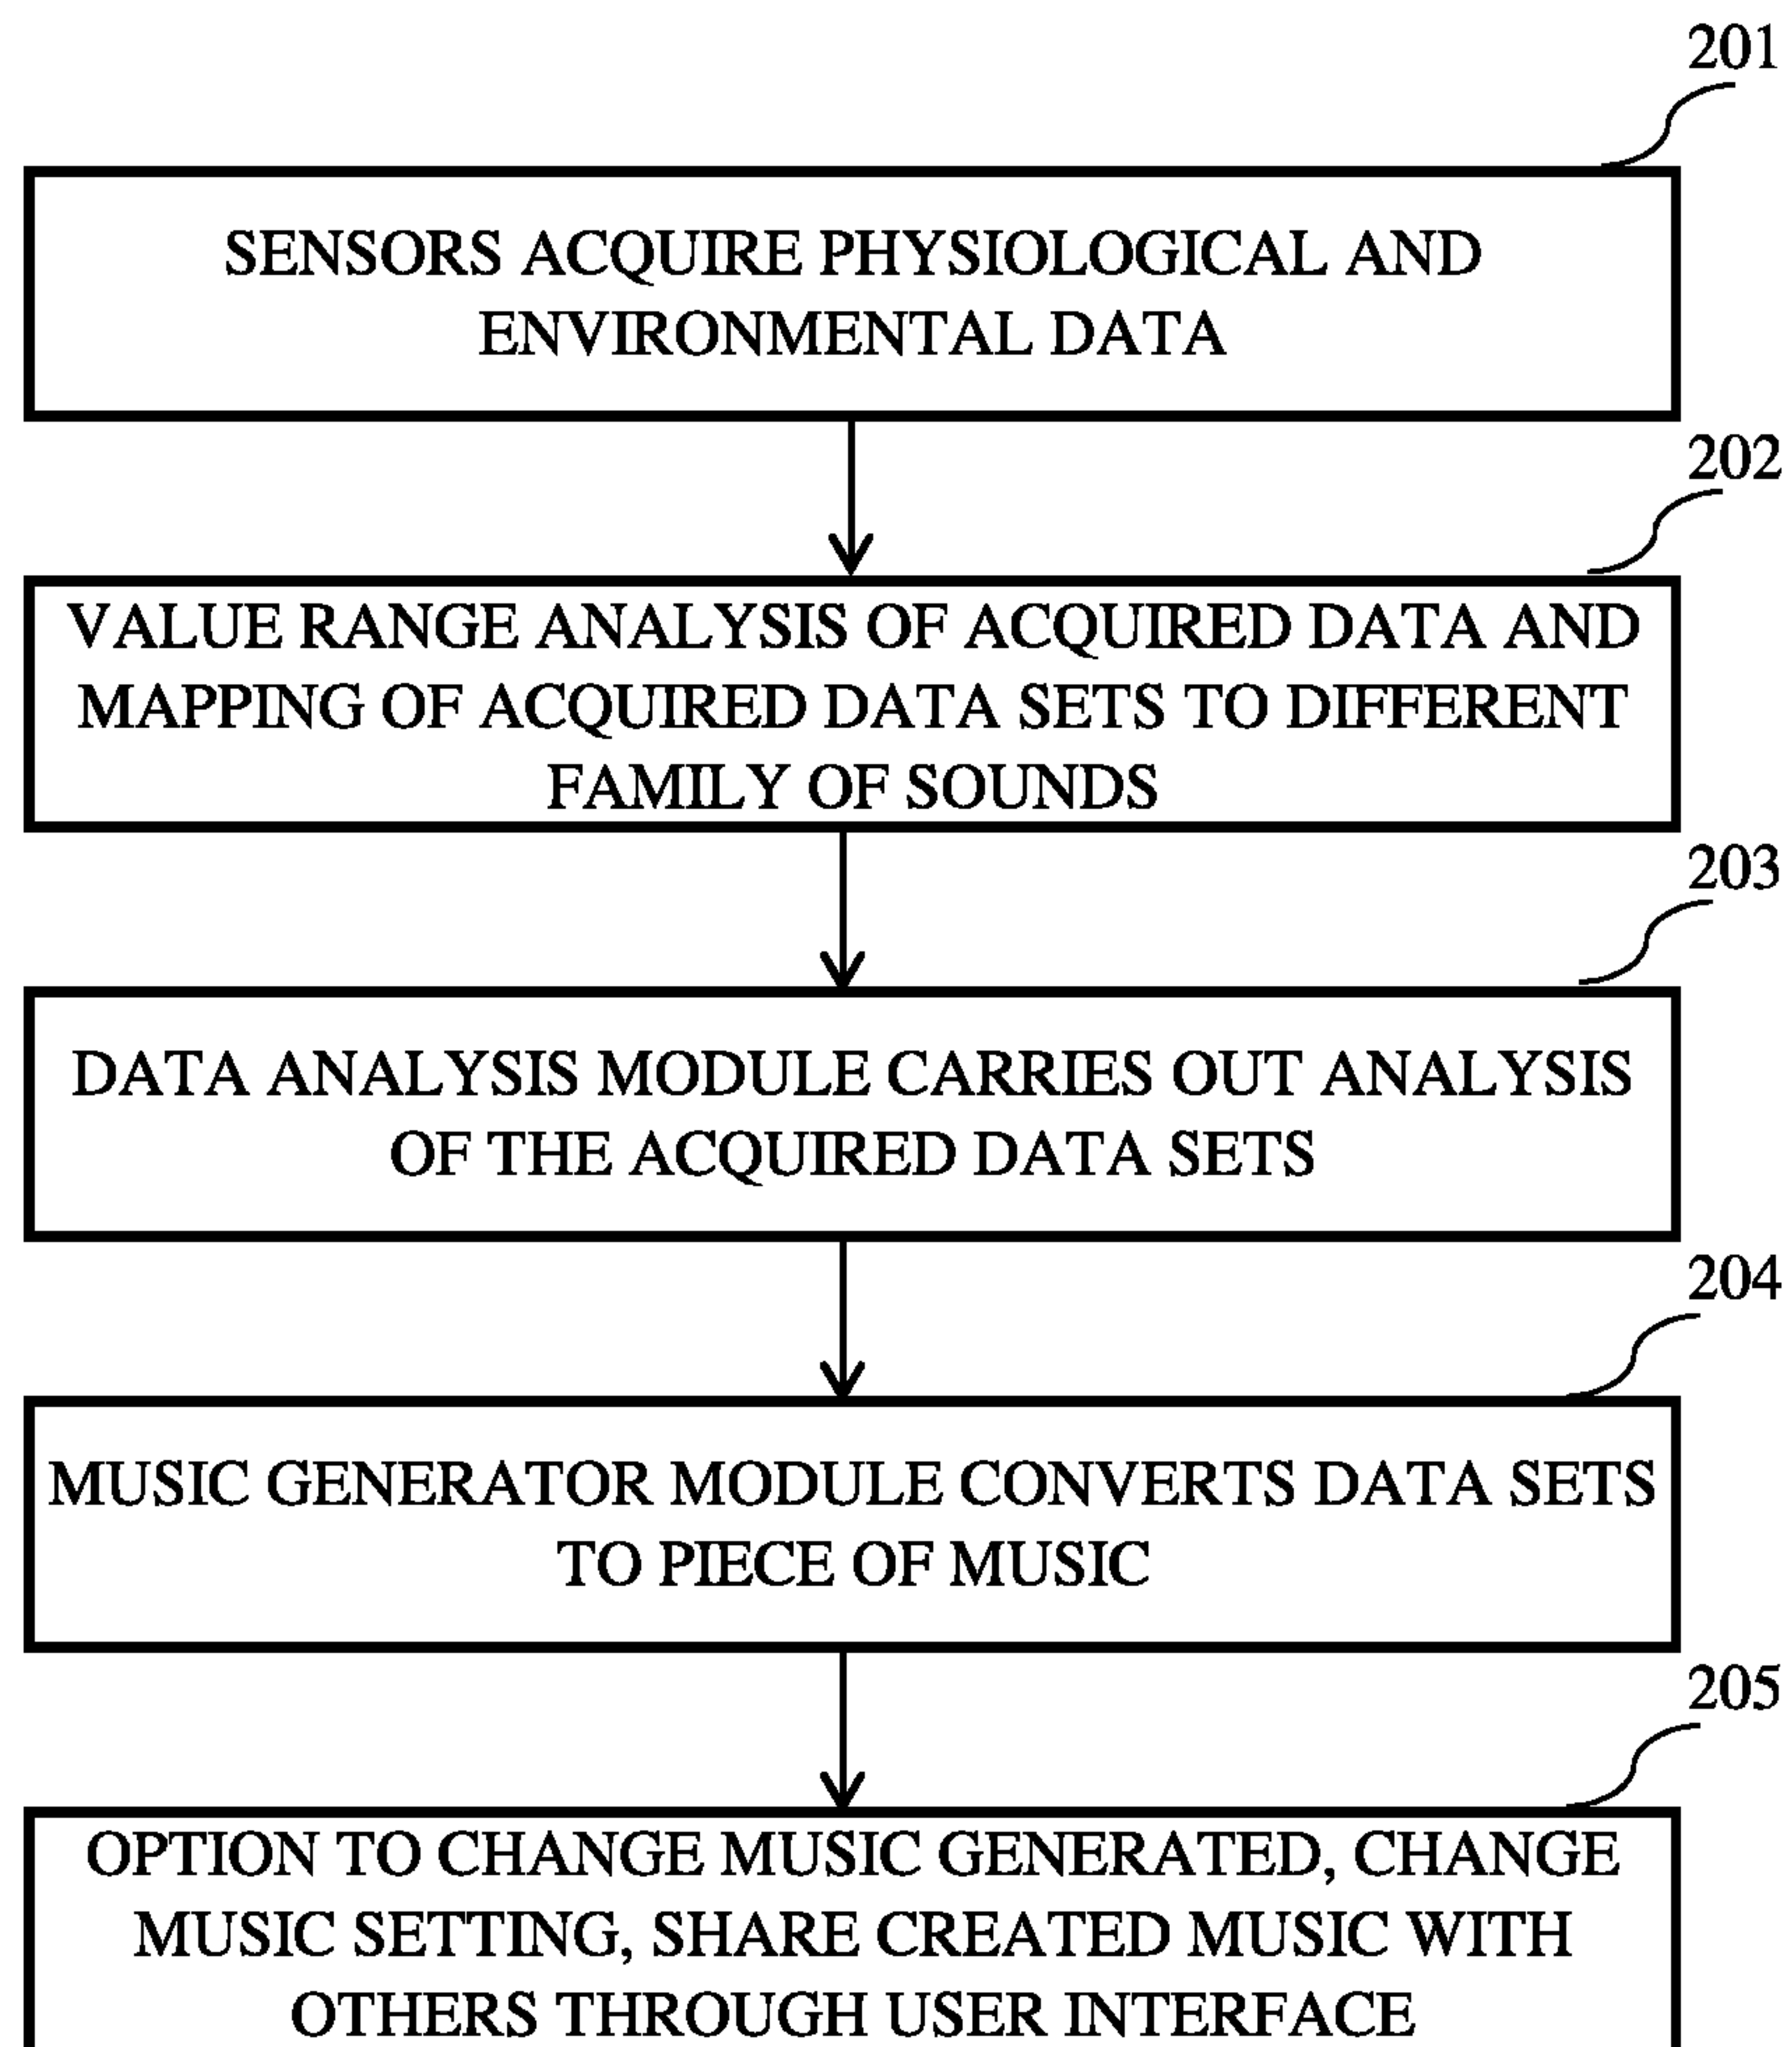 201
SENSORS ACQUIRE PHYSIOLOGICAL AND
ENVIRONMENTAL DATA
202
VALUE RANGE ANALYSIS OF ACQUIRED DATA AND
MAPPING OF ACQUIRED DATA SETS TO DIFFERENT
FAMILY OF SOUNDS
203
DATA ANALYSIS MODULE CARRIES OUT ANALYSIS
OF THE ACQUIRED DATA SETS
204
MUSIC GENERATOR MODULE CONVERTS DATA SETS
TO PIECE OF MUSIC
205
OPTION TO CHANGE MUSIC GENERATED, CHANGE
MUSIC SETTING, SHARE CREATED MUSIC WITH
OTHERS THROUGH USER INTERFACE